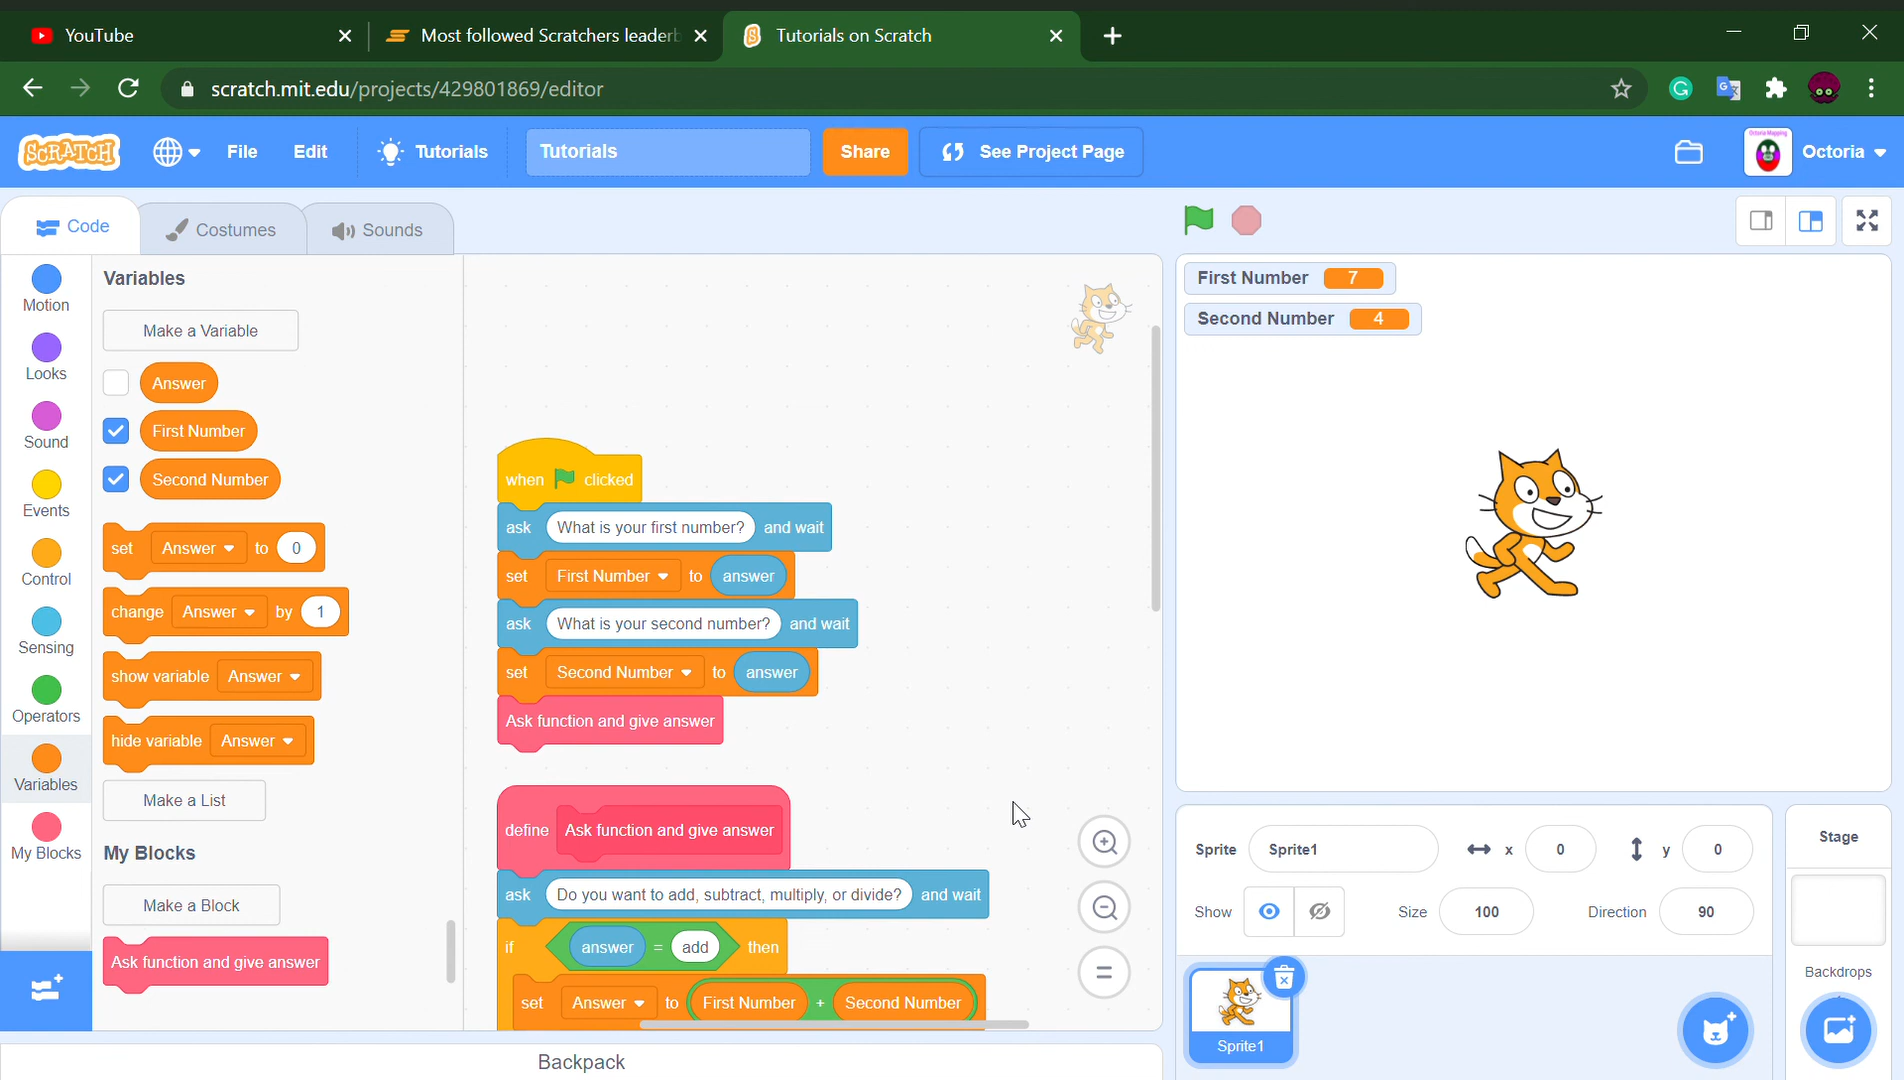 YouTube
Most followed Scratchers leaderb
Tutorials on Scratch
scratch.mit.edu/projects/429801869/editor
SCRATCH
File
Edit
Tutorials
Tutorials
Share
See Project Page
Octoria
Code
Costumes
Sounds
Motion
Looks
Sound
Events
Control
Sensing
Operators
Variables
My Blocks
Variables
Make a Variable
Answer
First Number
Second Number
set Answer to 0
change Answer by 1
show variable Answer
hide variable Answer
Make a List
My Blocks
Make a Block
Ask function and give answer
when clicked
ask What is your first number? and wait
set First Number to answer
ask What is your second number? and wait
set Second Number to answer
Ask function and give answer
define Ask function and give answer
ask Do you want to add, subtract, multiply, or divide? and wait
if answer = add then
set Answer to First Number + Second Number
Backpack
First Number 7
Second Number 4
Sprite Sprite1 x 0 y 0
Show Size 100 Direction 90
Sprite1
Stage
Backdrops